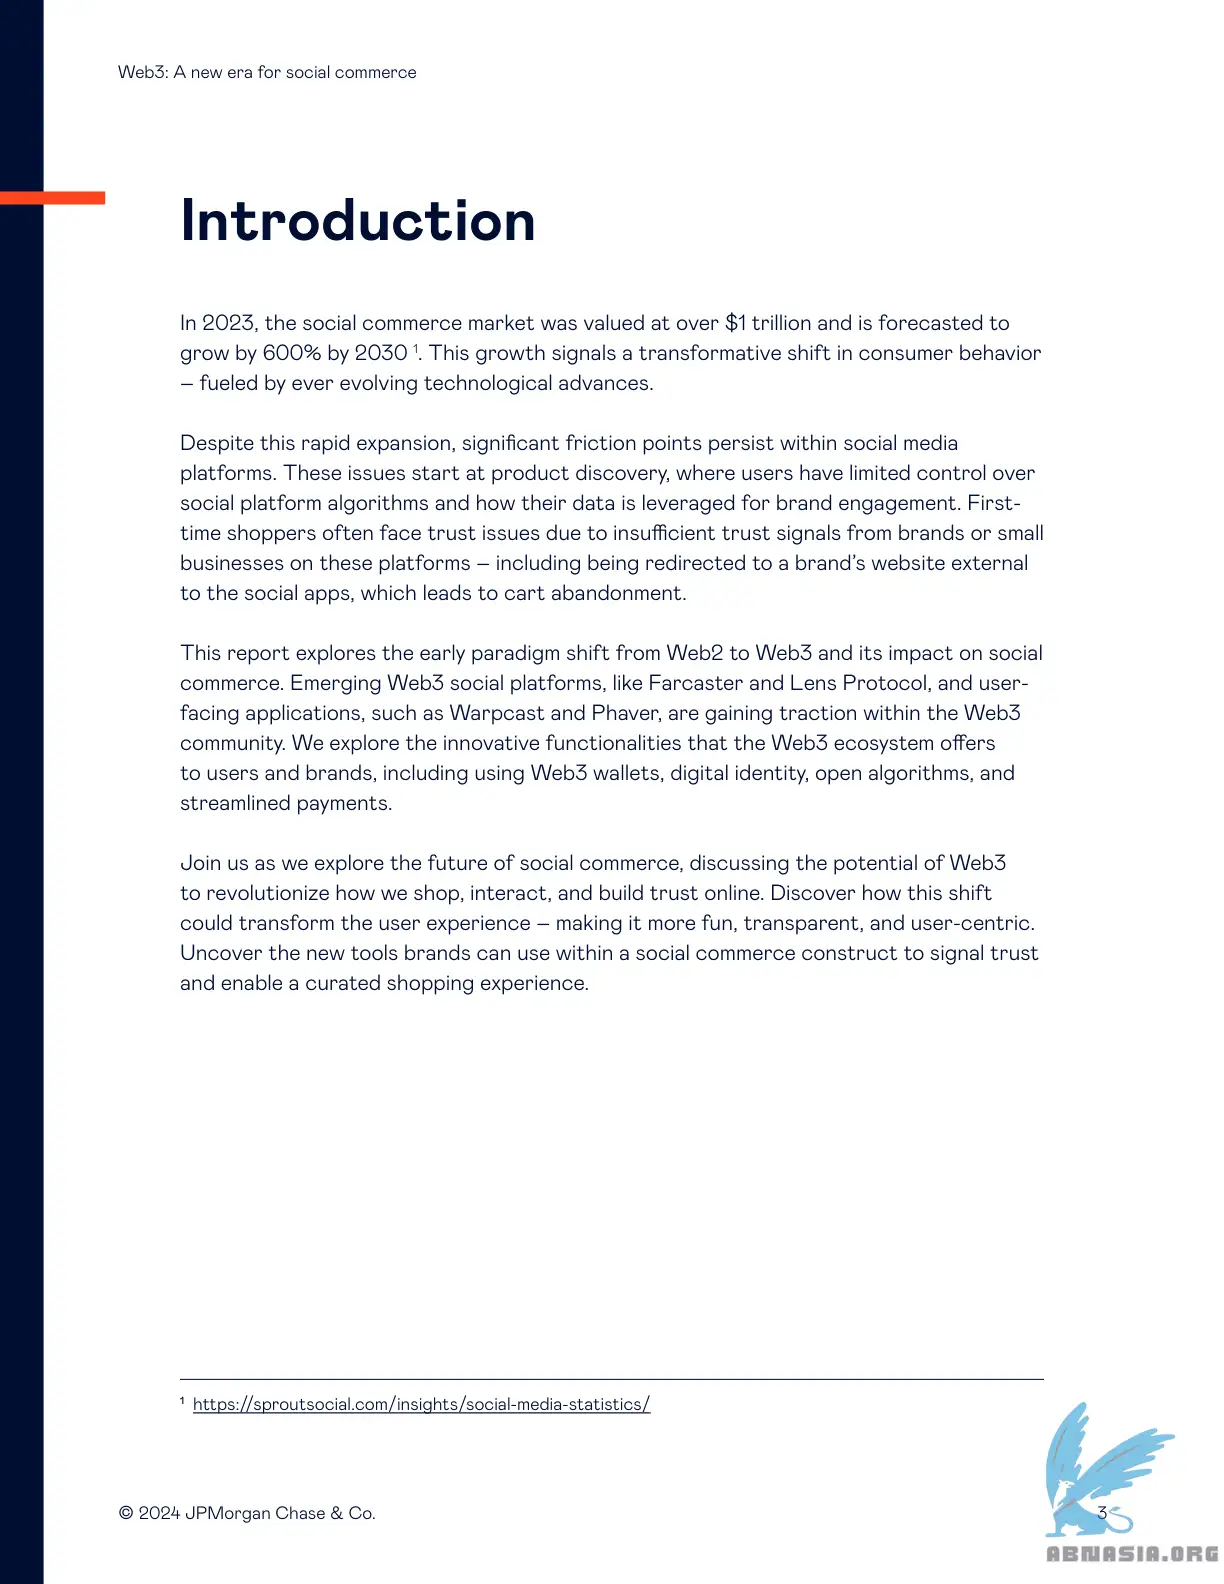 Web3: A new era for social commerce
Introduction
In 2023, the social commerce market was valued at over $1 trillion and is forecasted to
grow by 600% by 2030 ¹. This growth signals a transformative shift in consumer behavior
– fueled by ever evolving technological advances.
Despite this rapid expansion, significant friction points persist within social media
platforms. These issues start at product discovery, where users have limited control over
social platform algorithms and how their data is leveraged for brand engagement. First-
time shoppers often face trust issues due to insufficient trust signals from brands or small
businesses on these platforms – including being redirected to a brand’s website external
to the social apps, which leads to cart abandonment.
This report explores the early paradigm shift from Web2 to Web3 and its impact on social
commerce. Emerging Web3 social platforms, like Farcaster and Lens Protocol, and user-
facing applications, such as Warpcast and Phaver, are gaining traction within the Web3
community. We explore the innovative functionalities that the Web3 ecosystem offers
to users and brands, including using Web3 wallets, digital identity, open algorithms, and
streamlined payments.
Join us as we explore the future of social commerce, discussing the potential of Web3
to revolutionize how we shop, interact, and build trust online. Discover how this shift
could transform the user experience – making it more fun, transparent, and user-centric.
Uncover the new tools brands can use within a social commerce construct to signal trust
and enable a curated shopping experience.
¹ https://sproutsocial.com/insights/social-media-statistics/
© 2024 JPMorgan Chase & Co.
3
ABNASIA.ORG